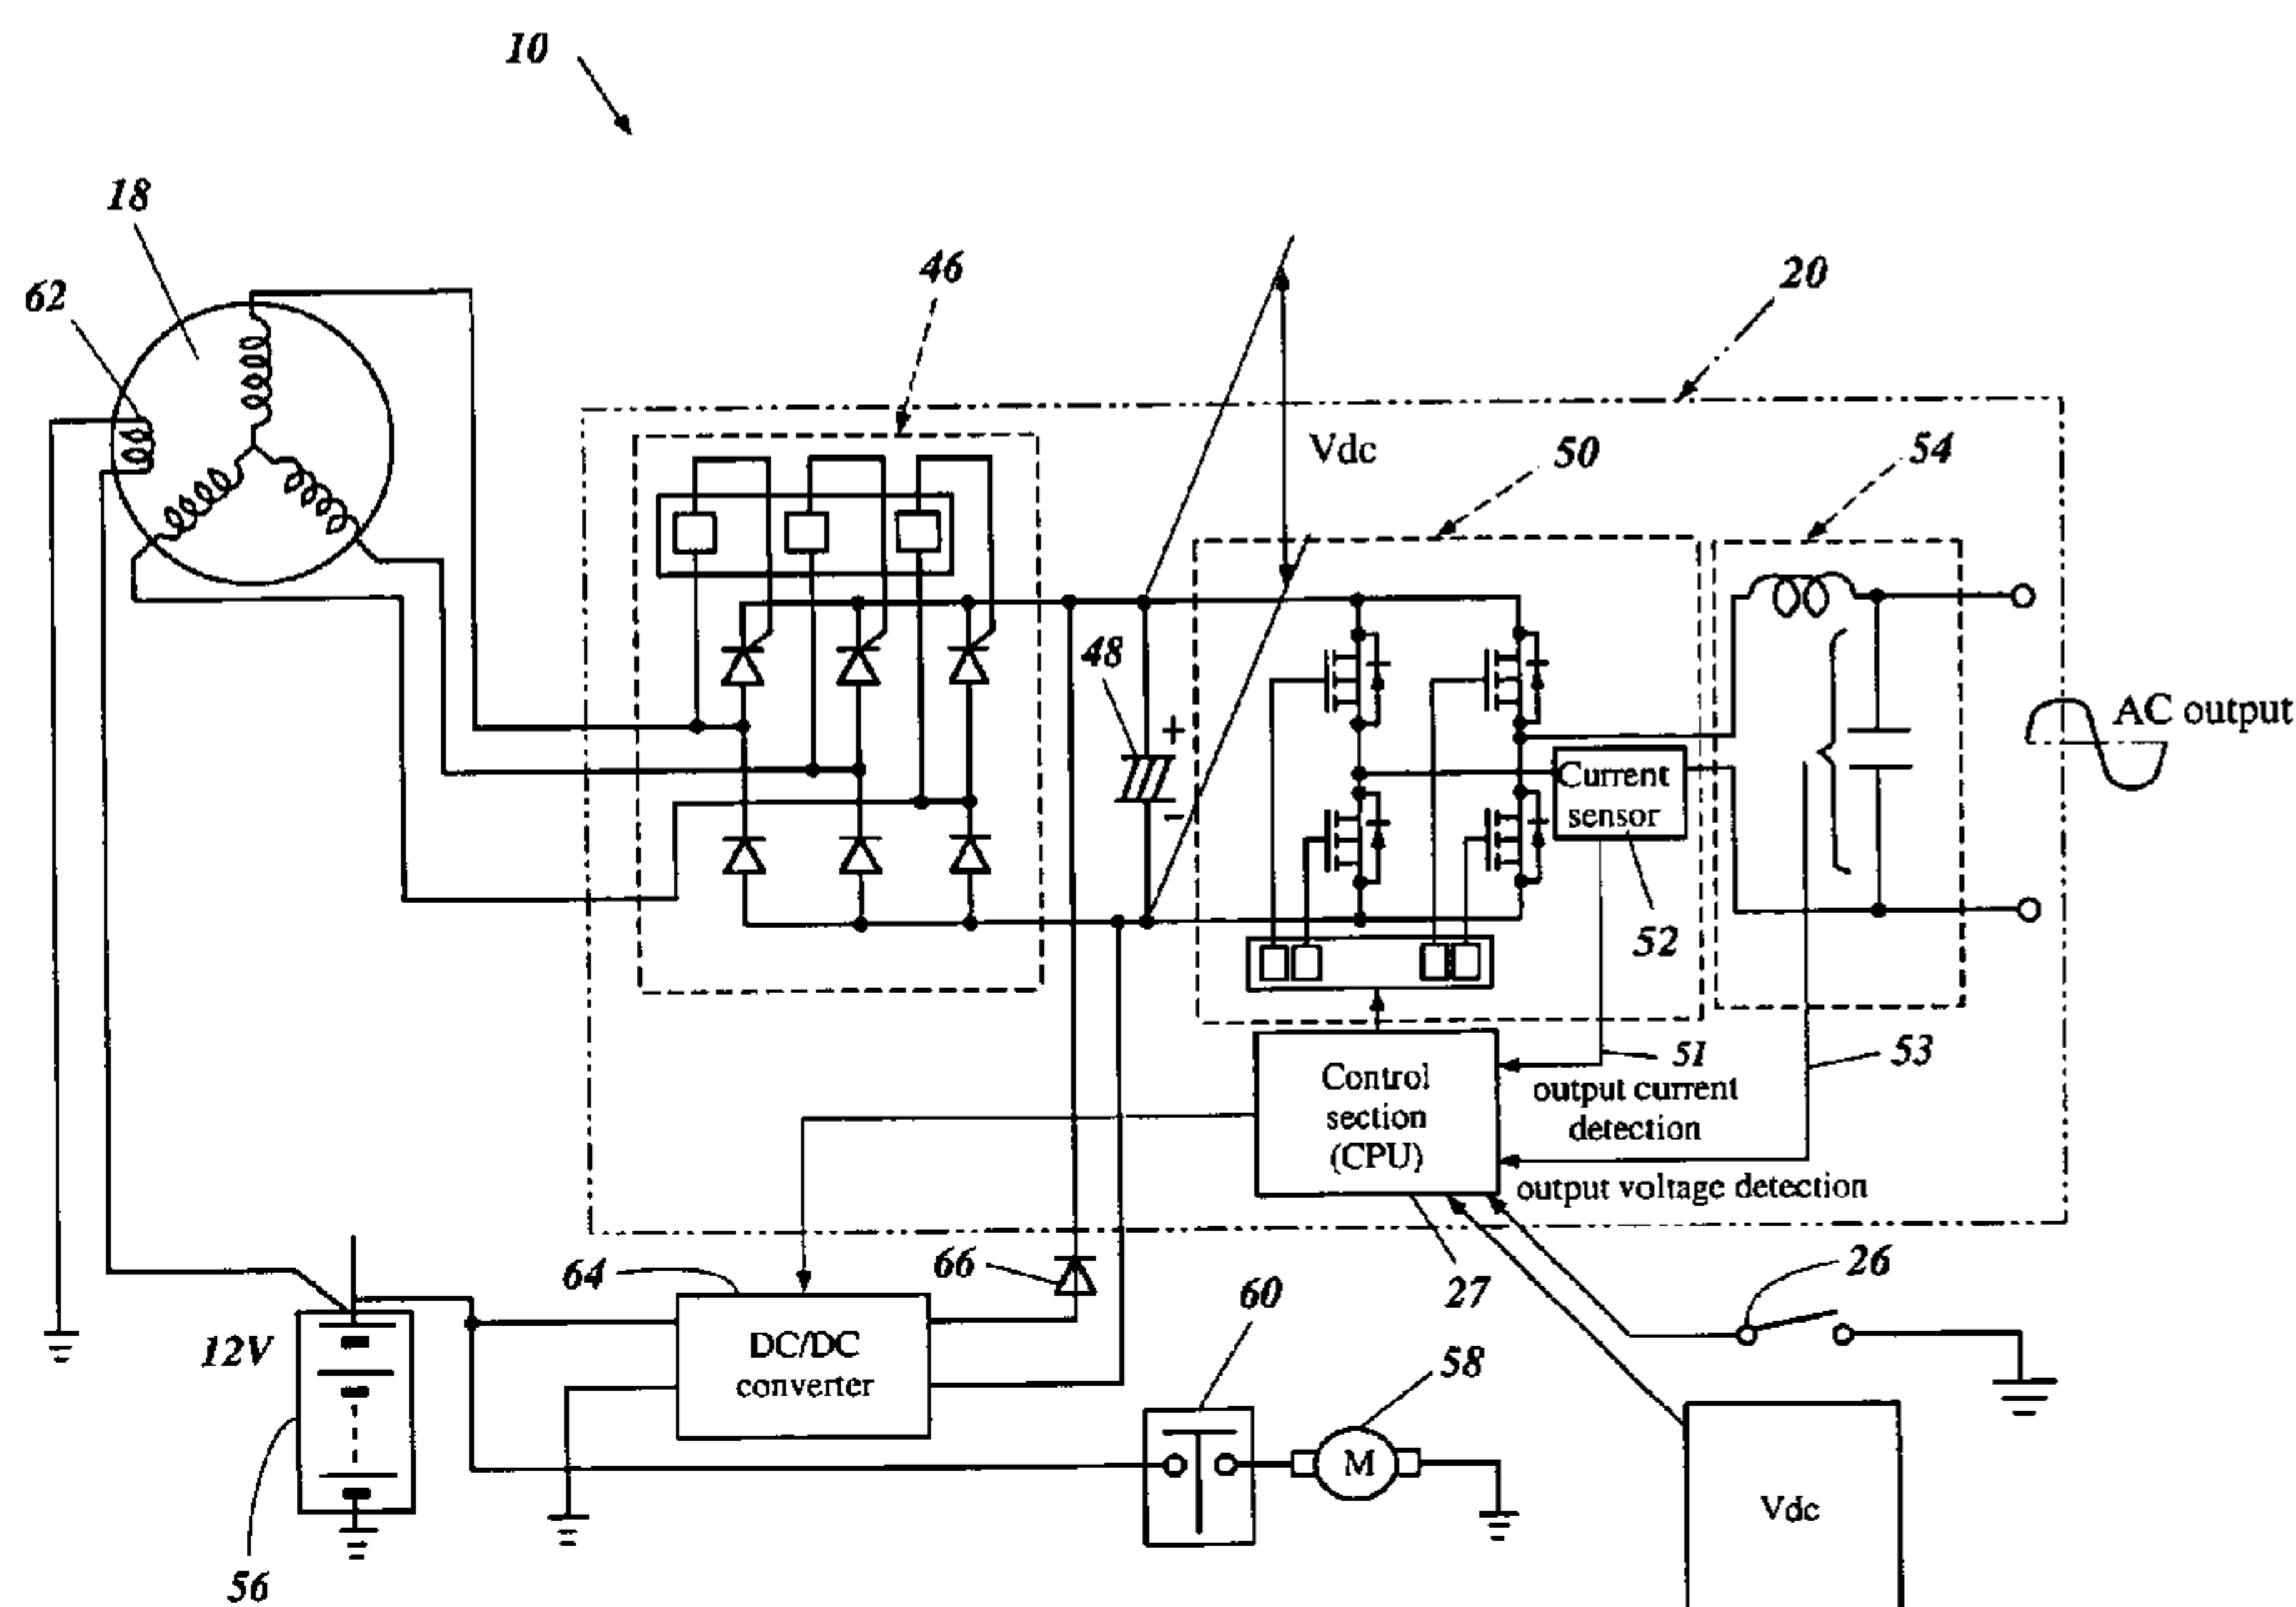 10
18
62
46
20
Vdc
50
54
48
+
-
Current
sensor
AC output
52
51
53
Control
section
(CPU)
output current
detection
output voltage detection
64
66
27
26
60
12V
DC/DC
converter
58
M
Vdc
56